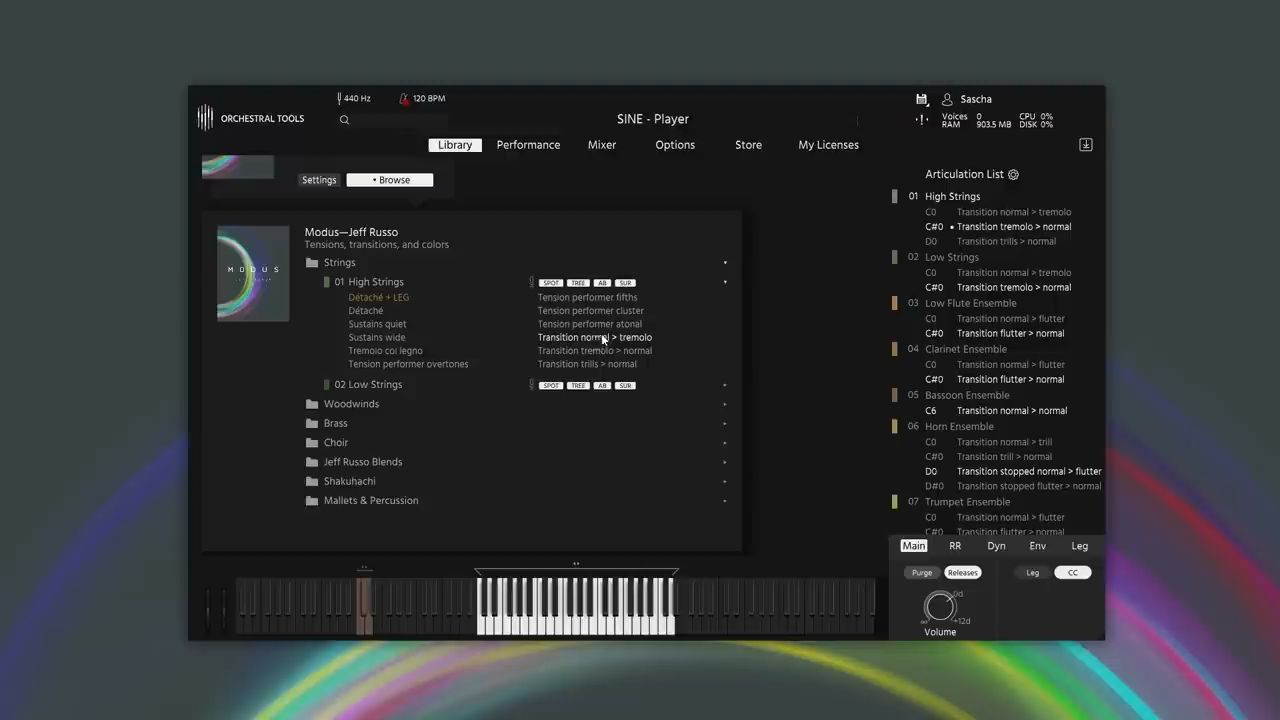 440 Hz
120 BPM
Sascha
ORCHESTRAL TOOLS
SINE - Player
Voices 0 CPU 0%
RAM 903.5 MB DISK 0%
Library Performance Mixer Options Store My Licenses
Settings • Browse
Modus—Jeff Russo
Tensions, transitions, and colors
MODUS
Strings
01 High Strings SPOT TREE AB SUR
Détaché + LEG Tension performer fifths
Détaché Tension performer cluster
Sustains quiet Tension performer atonal
Sustains wide Transition normal > tremolo
Tremolo col legno Transition tremolo > normal
Tension performer overtones Transition trills > normal
02 Low Strings SPOT TREE AB SUR
Woodwinds
Brass
Choir
Jeff Russo Blends
Shakuhachi
Mallets & Percussion
Articulation List
01 High Strings
C0 Transition normal > tremolo
C#0 • Transition tremolo > normal
D0 Transition trills > normal
02 Low Strings
C0 Transition normal > tremolo
C#0 Transition tremolo > normal
03 Low Flute Ensemble
C0 Transition normal > flutter
C#0 Transition flutter > normal
04 Clarinet Ensemble
C0 Transition normal > flutter
C#0 Transition flutter > normal
05 Bassoon Ensemble
C6 Transition normal > normal
06 Horn Ensemble
C0 Transition normal > trill
C#0 Transition trill > normal
D0 Transition stopped normal > flutter
D#0 Transition stopped flutter > normal
07 Trumpet Ensemble
C0 Transition normal > flutter
C#0 Transition flutter > normal
Main RR Dyn Env Leg
Purge Releases Leg CC
0d
-∞ +12d
Volume